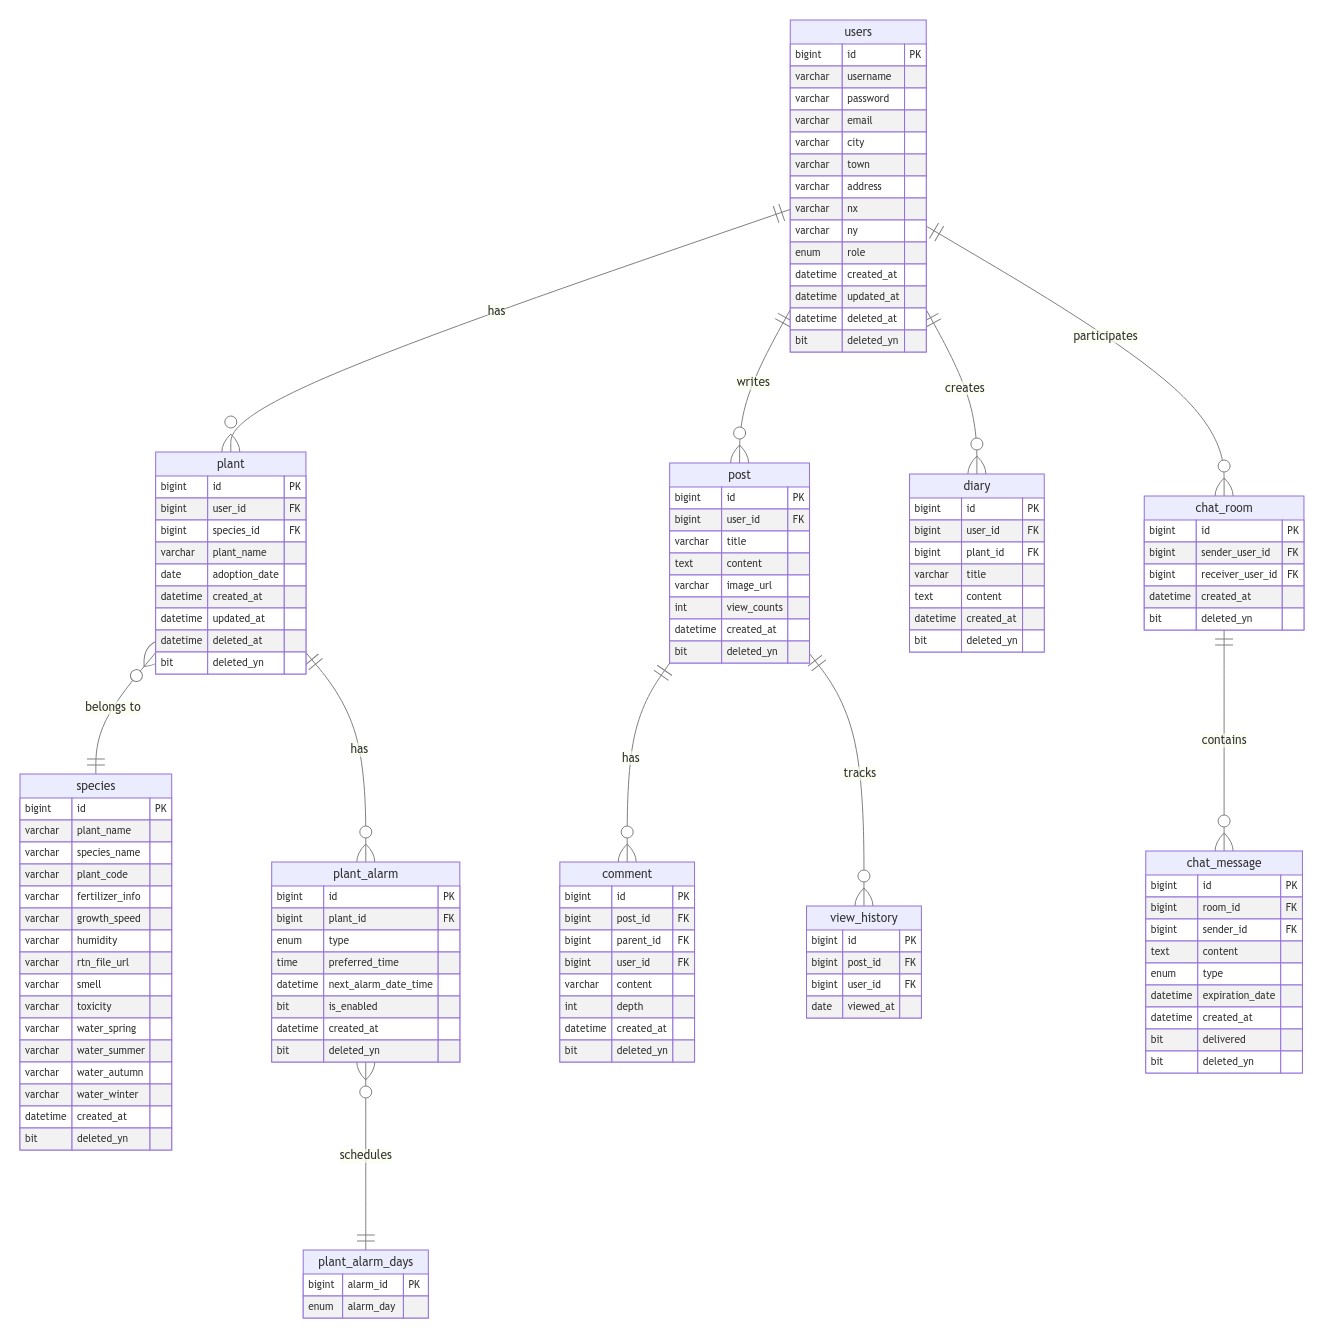 users
bigint id PK
varchar username
varchar password
varchar email
varchar city
varchar town
varchar address
varchar nx
varchar ny
enum role
datetime created_at
datetime updated_at
datetime deleted_at
bit deleted_yn
has
writes
creates
participates
plant
bigint id PK
bigint user_id FK
bigint species_id FK
varchar plant_name
date adoption_date
datetime created_at
datetime updated_at
datetime deleted_at
bit deleted_yn
post
bigint id PK
bigint user_id FK
varchar title
text content
varchar image_url
int view_counts
datetime created_at
bit deleted_yn
diary
bigint id PK
bigint user_id FK
bigint plant_id FK
varchar title
text content
datetime created_at
bit deleted_yn
chat_room
bigint id PK
bigint sender_user_id FK
bigint receiver_user_id FK
datetime created_at
bit deleted_yn
belongs to
has
has
tracks
contains
species
bigint id PK
varchar plant_name
varchar species_name
varchar plant_code
varchar fertilizer_info
varchar growth_speed
varchar humidity
varchar rtn_file_url
varchar smell
varchar toxicity
varchar water_spring
varchar water_summer
varchar water_autumn
varchar water_winter
datetime created_at
bit deleted_yn
plant_alarm
bigint id PK
bigint plant_id FK
enum type
time preferred_time
datetime next_alarm_date_time
bit is_enabled
datetime created_at
bit deleted_yn
comment
bigint id PK
bigint post_id FK
bigint parent_id FK
bigint user_id FK
varchar content
int depth
datetime created_at
bit deleted_yn
view_history
bigint id PK
bigint post_id FK
bigint user_id FK
date viewed_at
chat_message
bigint id PK
bigint room_id FK
bigint sender_id FK
text content
enum type
datetime expiration_date
datetime created_at
bit delivered
bit deleted_yn
schedules
plant_alarm_days
bigint alarm_id PK
enum alarm_day